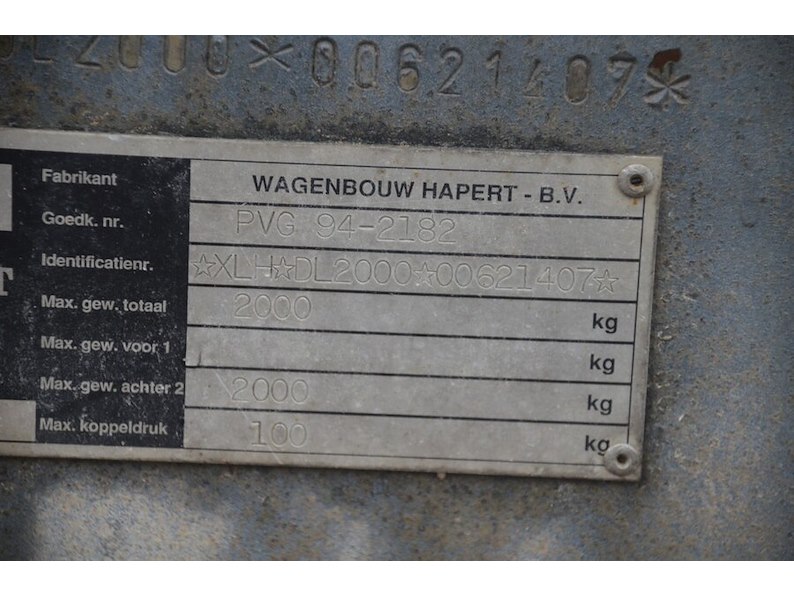 DL2000*00621407*
Fabrikant WAGENBOUW HAPERT - B.V.
Goedk. nr. PVG 94-2182
Identificatienr. ☆XLH☆DL2000☆00621407☆
T
Max. gew. totaal 2000 kg
Max. gew. voor 1 kg
Max. gew. achter 2 2000 kg
Max. koppeldruk 100 kg